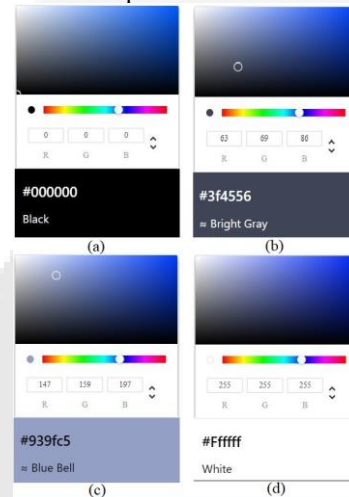 0 0 0
R G B
#000000
Black
(a)
63 69 86
R G B
#3f4556
≈ Bright Gray
(b)
147 159 197
R G B
#939fc5
≈ Blue Bell
(c)
255 255 255
R G B
#Ffffff
White
(d)